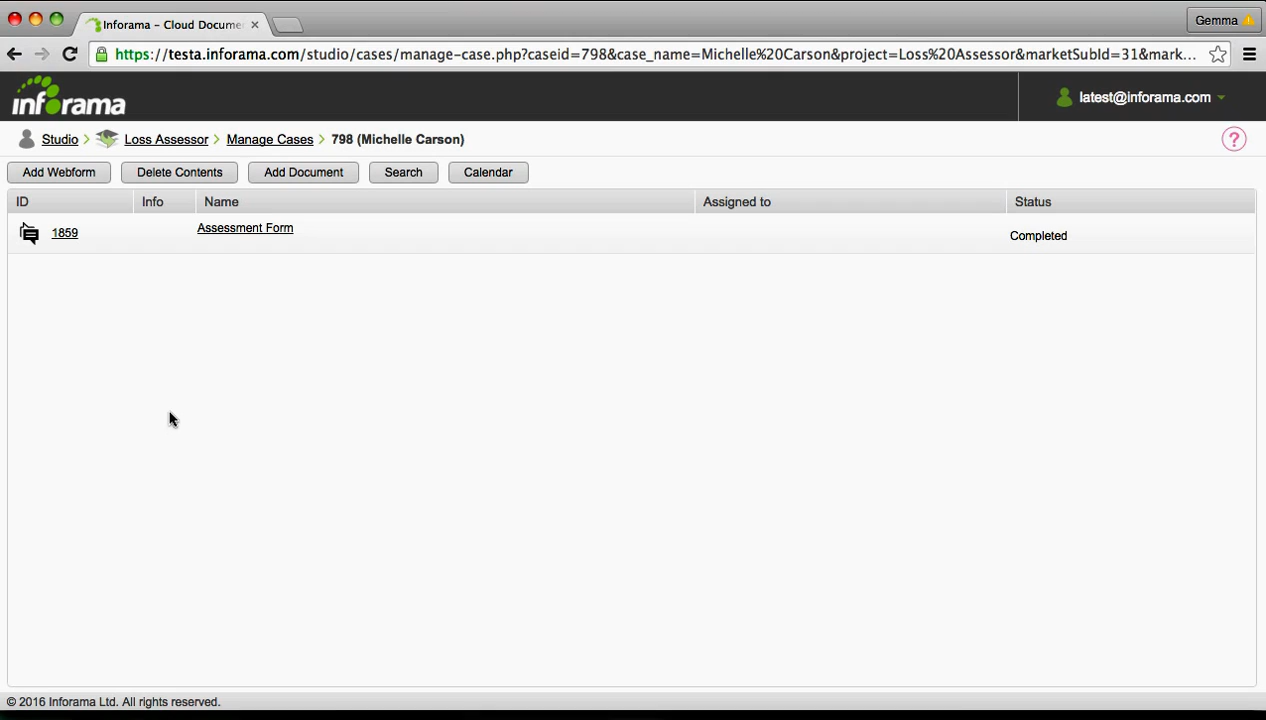 Inforama – Cloud Docume
Gemma
https://testa.inforama.com/studio/cases/manage-case.php?caseid=798&case_name=Michelle%20Carson&project=Loss%20Assessor&marketSubId=31&mark...
inforama
latest@inforama.com
Studio Loss Assessor Manage Cases 798 (Michelle Carson) ?
Add Webform Delete Contents Add Document Search Calendar
ID Info Name Assigned to Status
1859 Assessment Form Completed
© 2016 Inforama Ltd. All rights reserved.